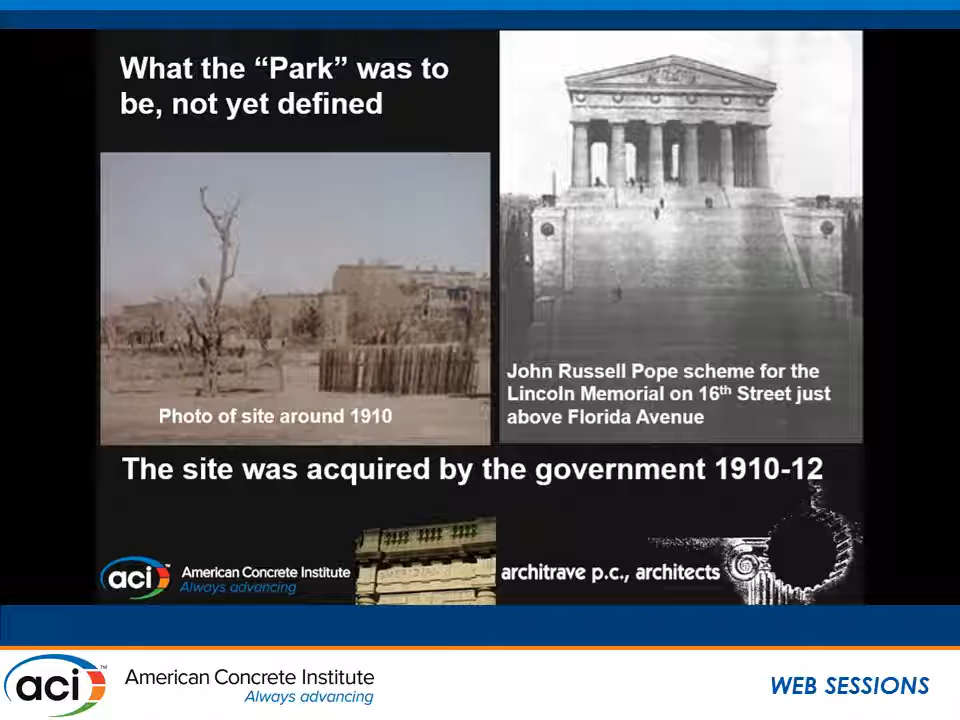 What the “Park” was to
be, not yet defined
Photo of site around 1910
John Russell Pope scheme for the
Lincoln Memorial on 16th Street just
above Florida Avenue
The site was acquired by the government 1910-12
aci
American Concrete Institute
Always advancing
architrave p.c., architects
aci™
American Concrete Institute
Always advancing
WEB SESSIONS